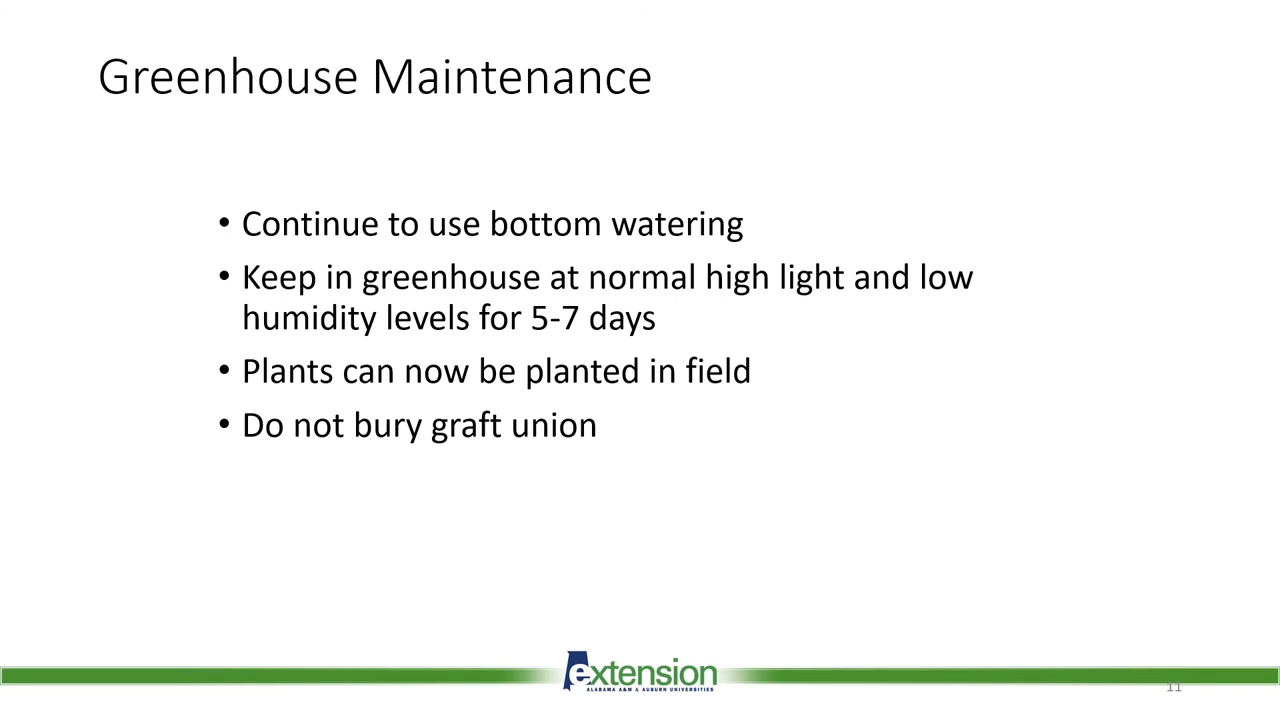 Greenhouse Maintenance
• Continue to use bottom watering
• Keep in greenhouse at normal high light and low
humidity levels for 5-7 days
• Plants can now be planted in field
• Do not bury graft union
extension
ALABAMA A&M & AUBURN UNIVERSITIES
11